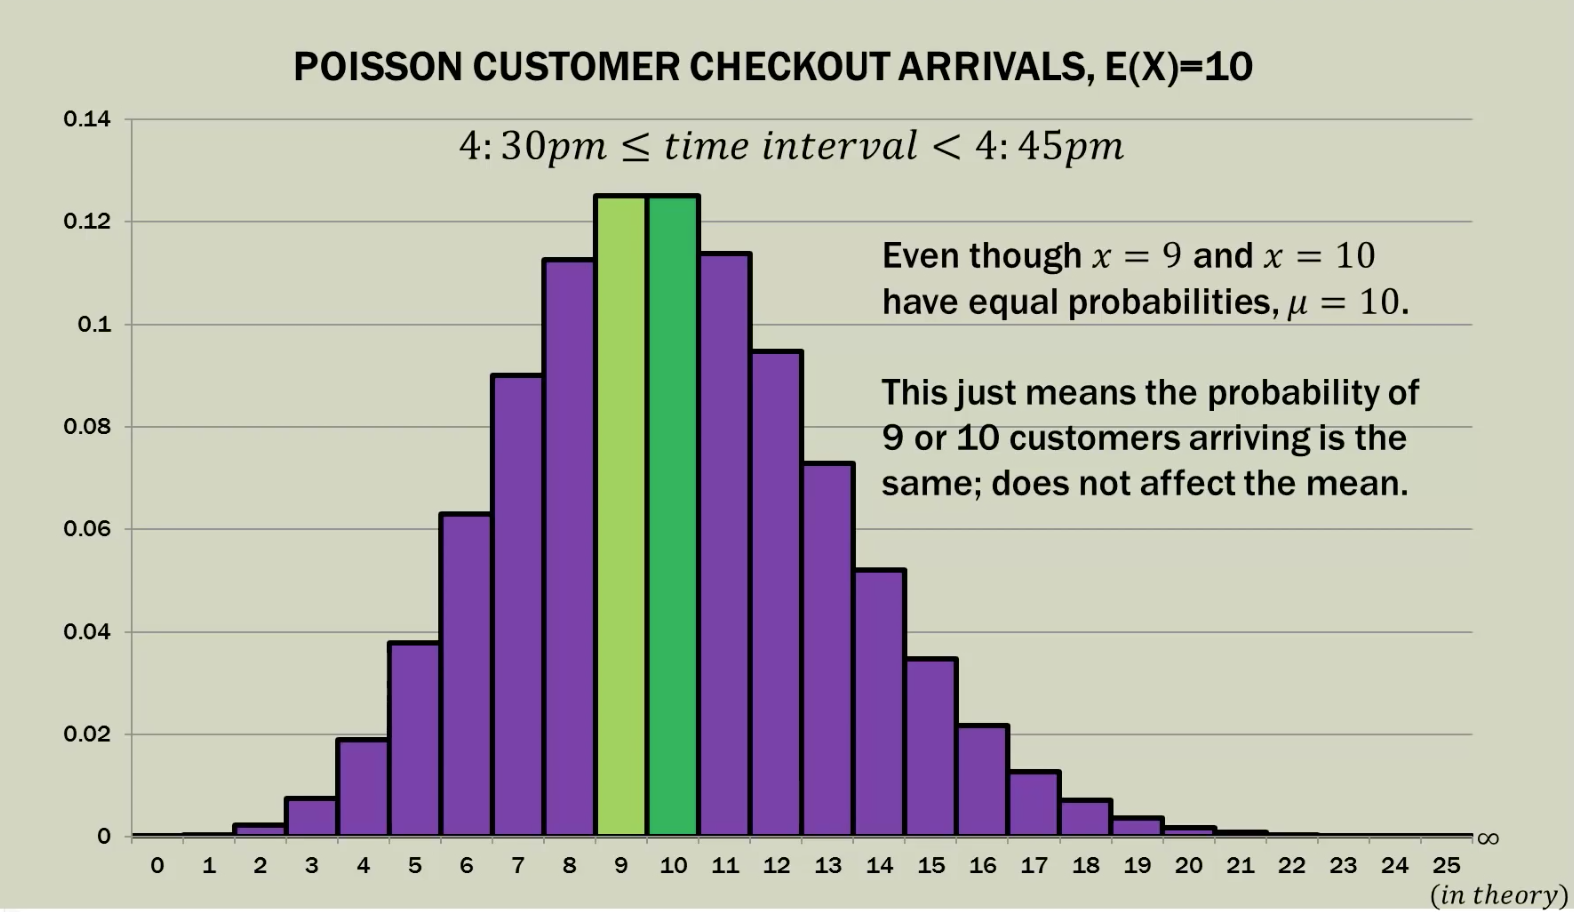 POISSON CUSTOMER CHECKOUT ARRIVALS, E(X)=10
0.14
4:30pm ≤ time interval < 4:45pm
0.12
Even though x = 9 and x = 10
have equal probabilities, μ = 10.
0.1
This just means the probability of
0.08
9 or 10 customers arriving is the
same; does not affect the mean.
0.06
0.04
0.02
0
∞
0 1 2 3 4 5 6 7 8 9 10 11 12 13 14 15 16 17 18 19 20 21 22 23 24 25
(in theory)